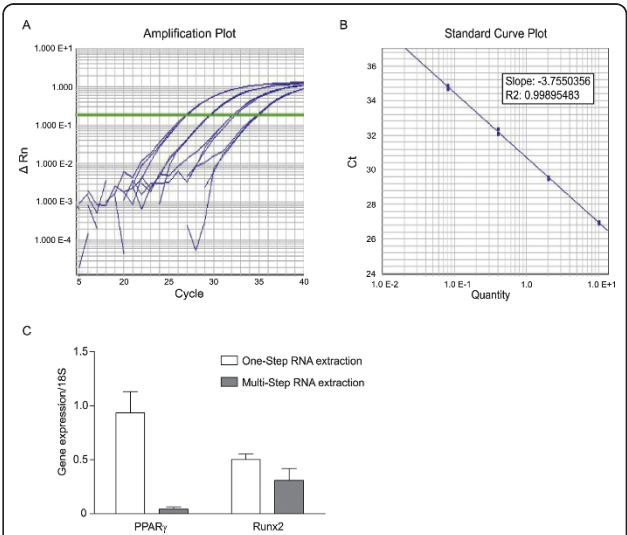 A
Amplification Plot
1.000 E+1
1.000
1.000 E-1
1.000 E-2
1.000 E-3
1.000 E-4
Δ Rn
5 20 25 30 35 40
Cycle
B
Standard Curve Plot
Slope: -3.7550356
R2: 0.99895483
36
34
32
30
28
26
24
Ct
1.0 E-2 1.0 E-1 1.0 1.0 E+1
Quantity
C
One-Step RNA extraction
Multi-Step RNA extraction
1.5
1.0
0.5
0
Gene expression/18S
PPARγ Runx2